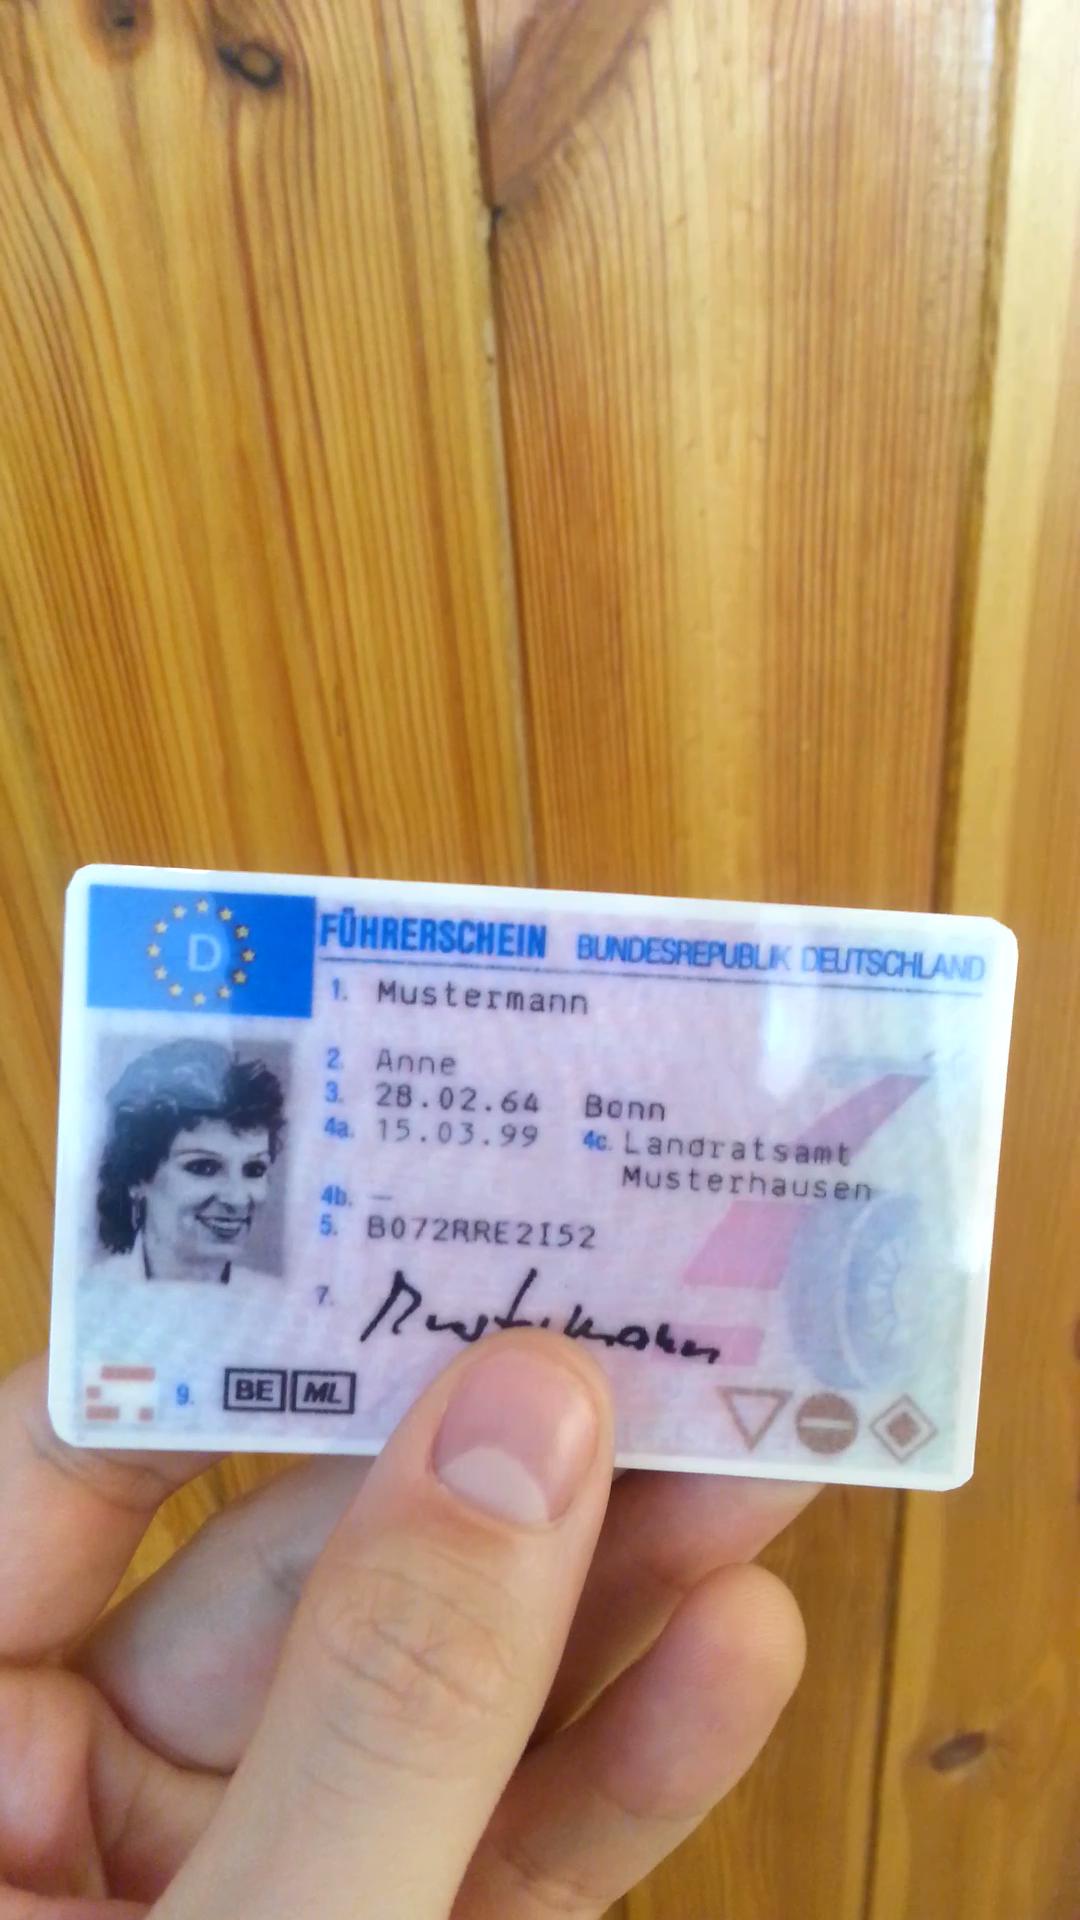 D
FÜHRERSCHEIN BUNDESREPUBLIK DEUTSCHLAND
1. Mustermann
2. Anne
3. 28.02.64 Bonn
4a. 15.03.99 4c. Landratsamt
Musterhausen
4b. —
5. B072RRE2I52
7. Mustermann
9. BE ML